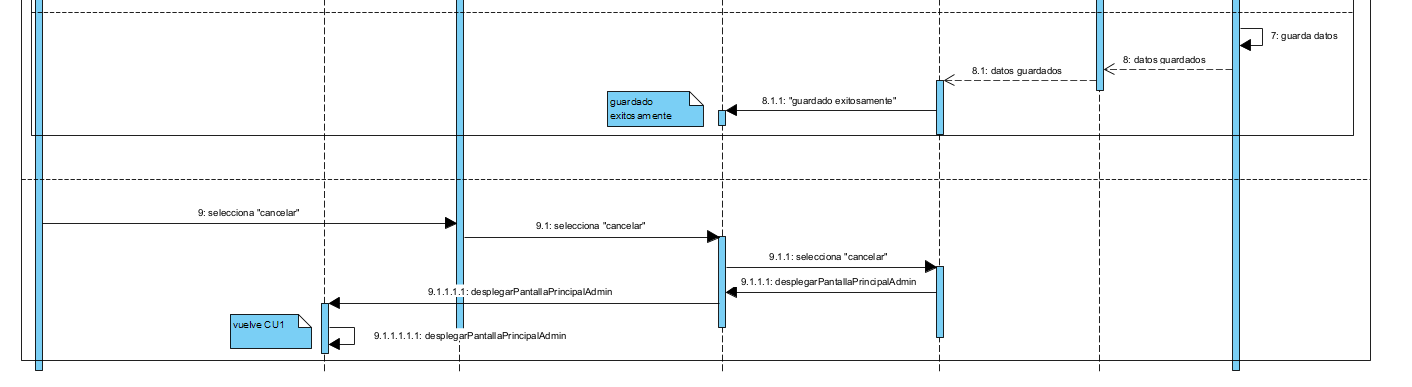 7: guarda datos
8: datos guardados
8.1: datos guardados
8.1.1: "guardado exitosamente"
guardado
exitosamente
9: selecciona "cancelar"
9.1: selecciona "cancelar"
9.1.1: selecciona "cancelar"
9.1.1.1: desplegarPantallaPrincipalAdmin
9.1.1.1.1: desplegarPantallaPrincipalAdmin
vuelve CU1
9.1.1.1.1.1: desplegarPantallaPrincipalAdmin